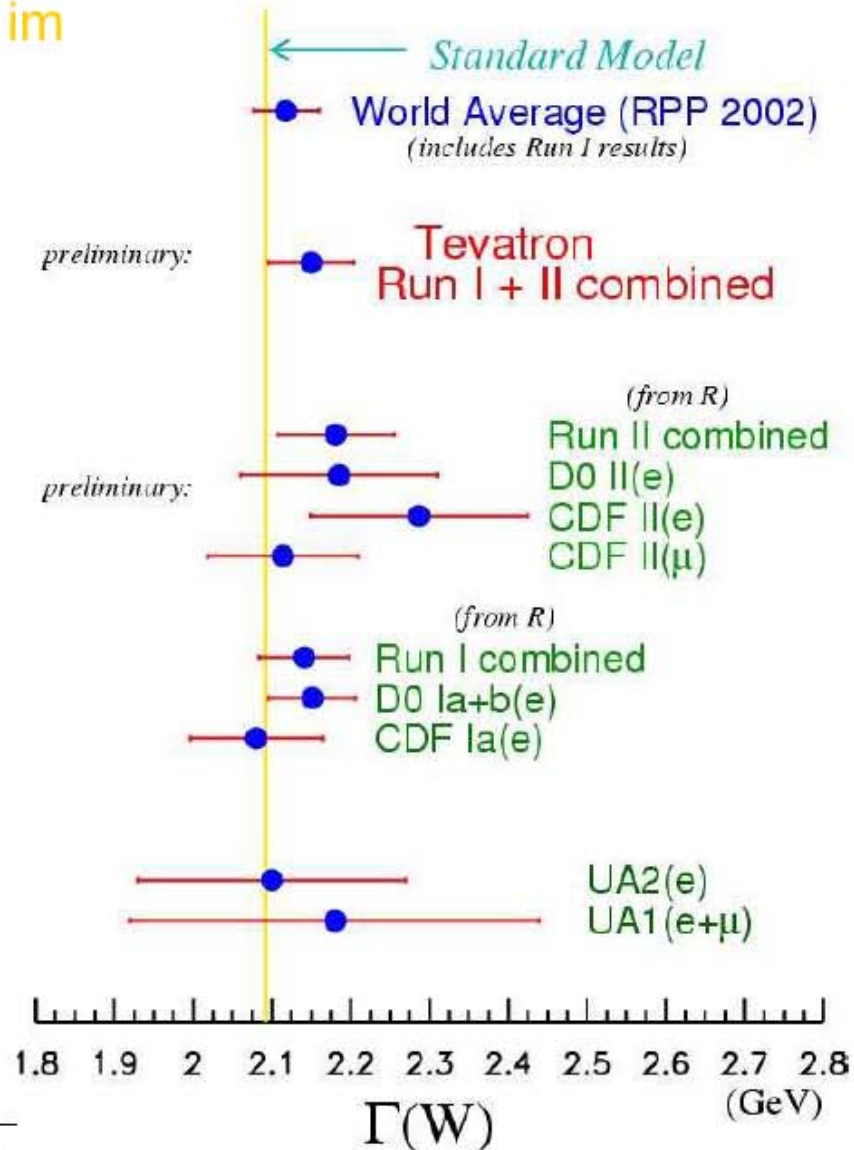 im
Standard Model
World Average (RPP 2002)
(includes Run I results)
preliminary:
Tevatron
Run I + II combined
(from R)
Run II combined
D0 II(e)
preliminary:
CDF II(e)
CDF II(μ)
(from R)
Run I combined
D0 Ia+b(e)
CDF Ia(e)
UA2(e)
UA1(e+μ)
1.8 1.9 2 2.1 2.2 2.3 2.4 2.5 2.6 2.7 2.8
(GeV)
Γ(W)